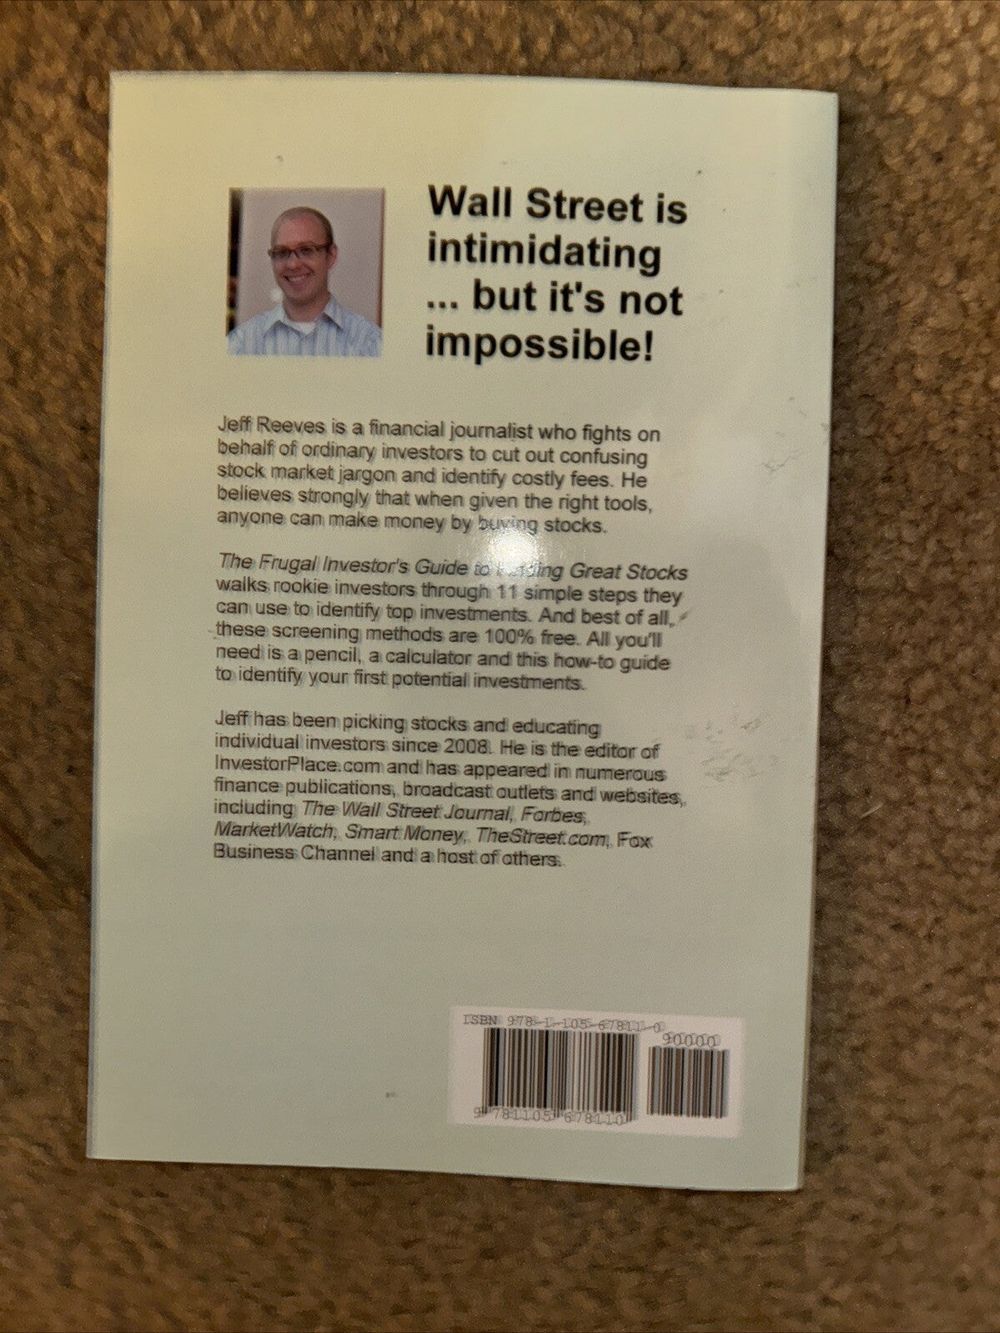 Wall Street is
intimidating
... but it's not
impossible!
Jeff Reeves is a financial journalist who fights on
behalf of ordinary investors to cut out confusing
stock market jargon and identify costly fees. He
believes strongly that when given the right tools,
anyone can make money by buying stocks.
The Frugal Investor's Guide to Finding Great Stocks
walks rookie investors through 11 simple steps they
can use to identify top investments. And best of all,
these screening methods are 100% free. All you'll
need is a pencil, a calculator and this how-to guide
to identify your first potential investments.
Jeff has been picking stocks and educating
individual investors since 2008. He is the editor of
InvestorPlace.com and has appeared in numerous
finance publications, broadcast outlets and websites,
including The Wall Street Journal, Forbes,
MarketWatch, Smart Money, TheStreet.com, Fox
Business Channel and a host of others.
ISBN 978-1-105-67811-0
90000
9 781105 678110